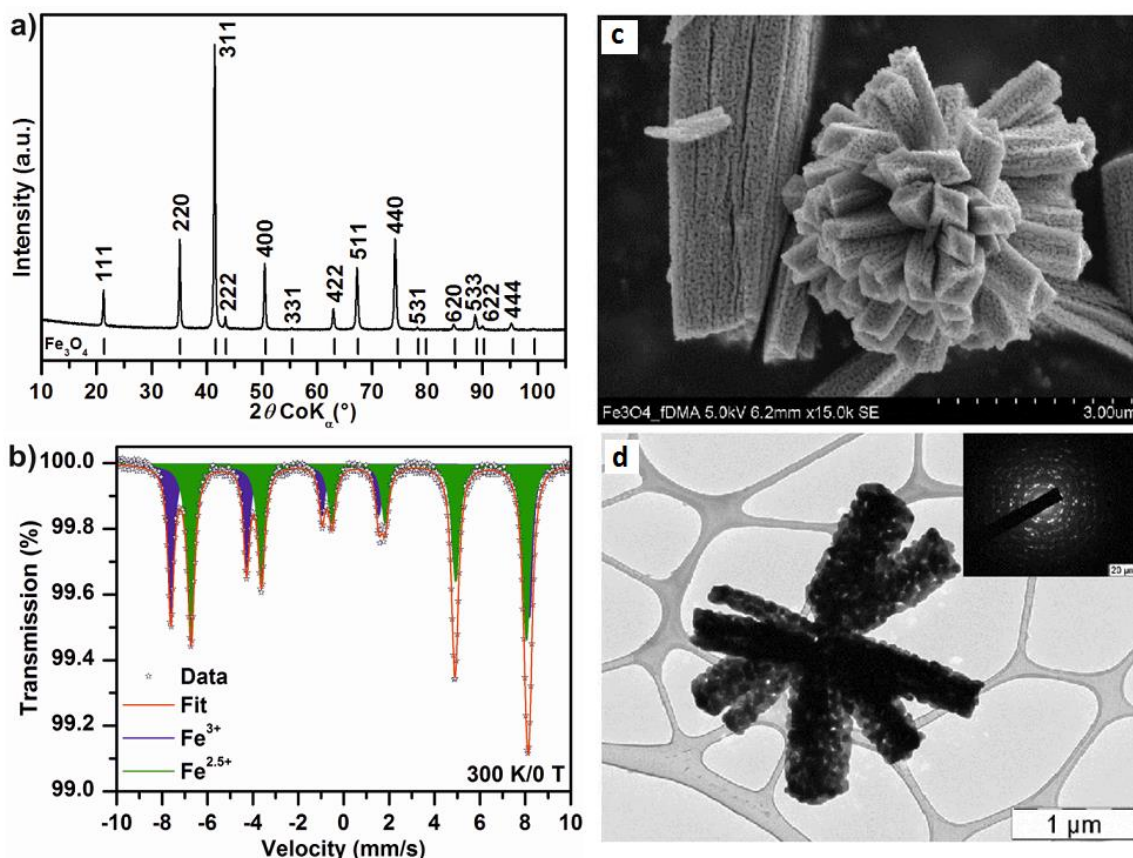 a)
Intensity (a.u.)
111
220
311
222
400
331
422
511
440
531
620
533
622
444
Fe₃O₄
10 20 30 40 50 60 70 80 90 100
2θ CoKα(°)
b)
Transmission (%)
100.0
99.8
99.6
99.4
99.2
99.0
Data
Fit
Fe³⁺
Fe²·⁵⁺
300 K/0 T
-10 -8 -6 -4 -2 0 2 4 6 8 10
Velocity (mm/s)
c
Fe3O4_fDMA 5.0kV 6.2mm x15.0k SE
3.00um
d
20 µm
1 µm